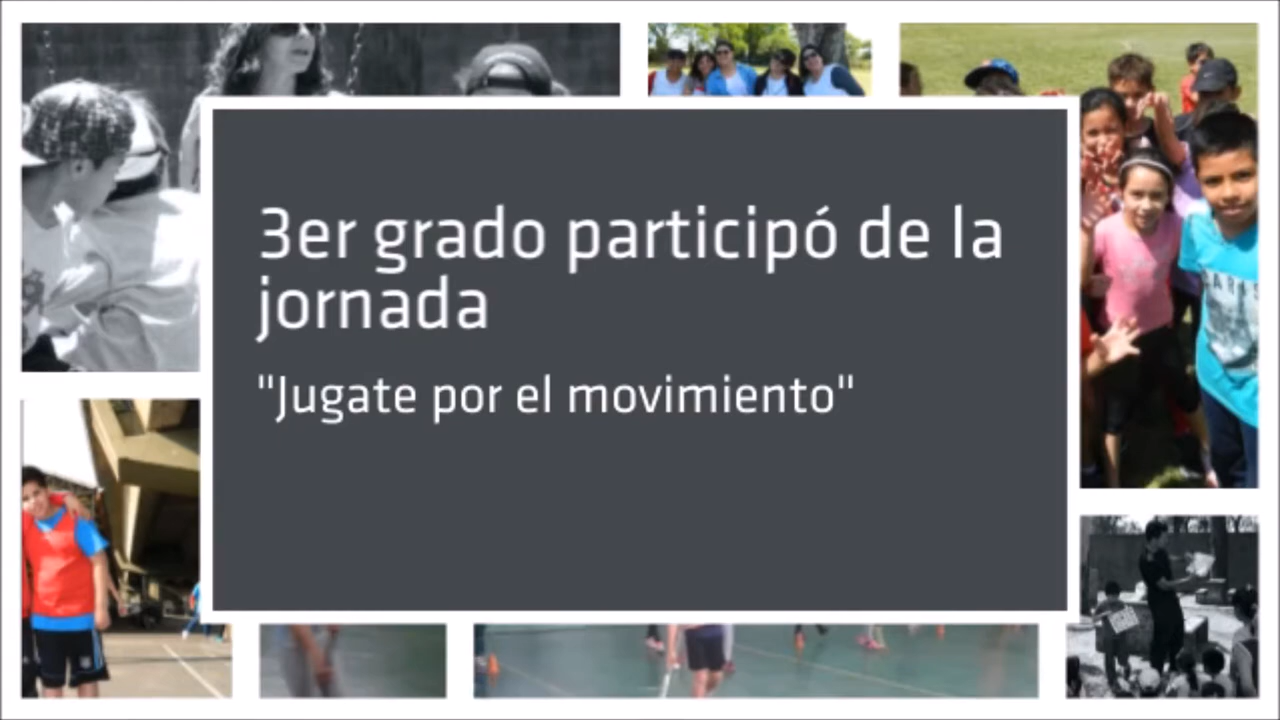 3er grado participó de la
jornada
"Jugate por el movimiento"